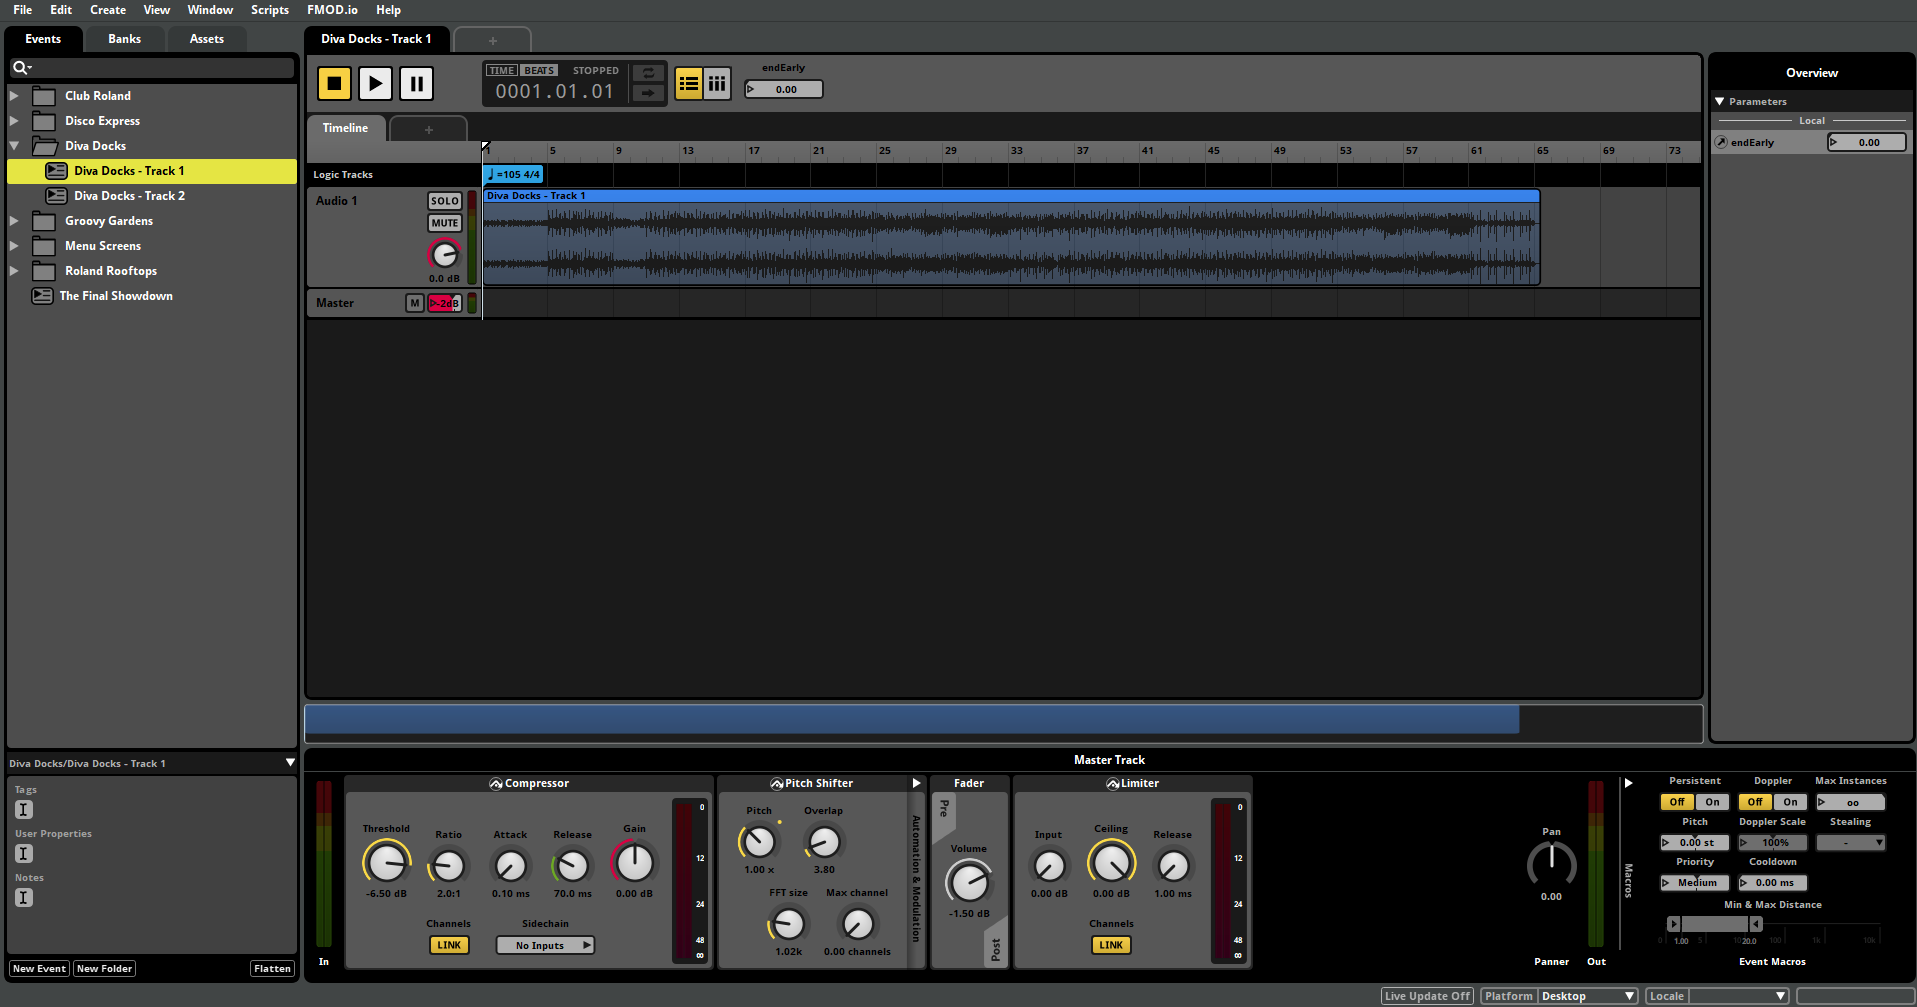 File Edit Create View Window Scripts FMOD.io Help
Events Banks Assets
Diva Docks - Track 1
+
Club Roland
Disco Express
Diva Docks
Diva Docks - Track 1
Diva Docks - Track 2
Groovy Gardens
Menu Screens
Roland Rooftops
The Final Showdown
TIME BEATS STOPPED
0001.01.01
endEarly
0.00
Timeline
+
1 5 9 13 17 21 25 29 33 37 41 45 49 53 57 61 65 69 73
Logic Tracks
♩=105 4/4
Audio 1
SOLO
MUTE
0.0 dB
Diva Docks - Track 1
Master M -2dB
Overview
Parameters
Local
endEarly 0.00
Diva Docks/Diva Docks - Track 1
Tags
User Properties
Notes
New Event New Folder Flatten
Master Track
In
Compressor
Threshold Ratio Attack Release Gain
-6.50 dB 2.0:1 0.10 ms 70.0 ms 0.00 dB
Channels Sidechain
LINK No Inputs
0
12
24
48
∞
Pitch Shifter
Pitch Overlap
1.00 x 3.80
FFT size Max channel
1.02k 0.00 channels
Automation & Modulation
Fader
Pre
Volume
-1.50 dB
Post
Limiter
Input Ceiling Release
0.00 dB 0.00 dB 1.00 ms
Channels
LINK
0
12
24
48
∞
Pan
0.00
Panner
Out
Macros
Persistent Doppler Max Instances
Off On Off On oo
Pitch Doppler Scale Stealing
0.00 st 100% -
Priority Cooldown
Medium 0.00 ms
Min & Max Distance
0 1.00 5 20.0 100 1k 10k
Event Macros
Live Update Off Platform Desktop Locale